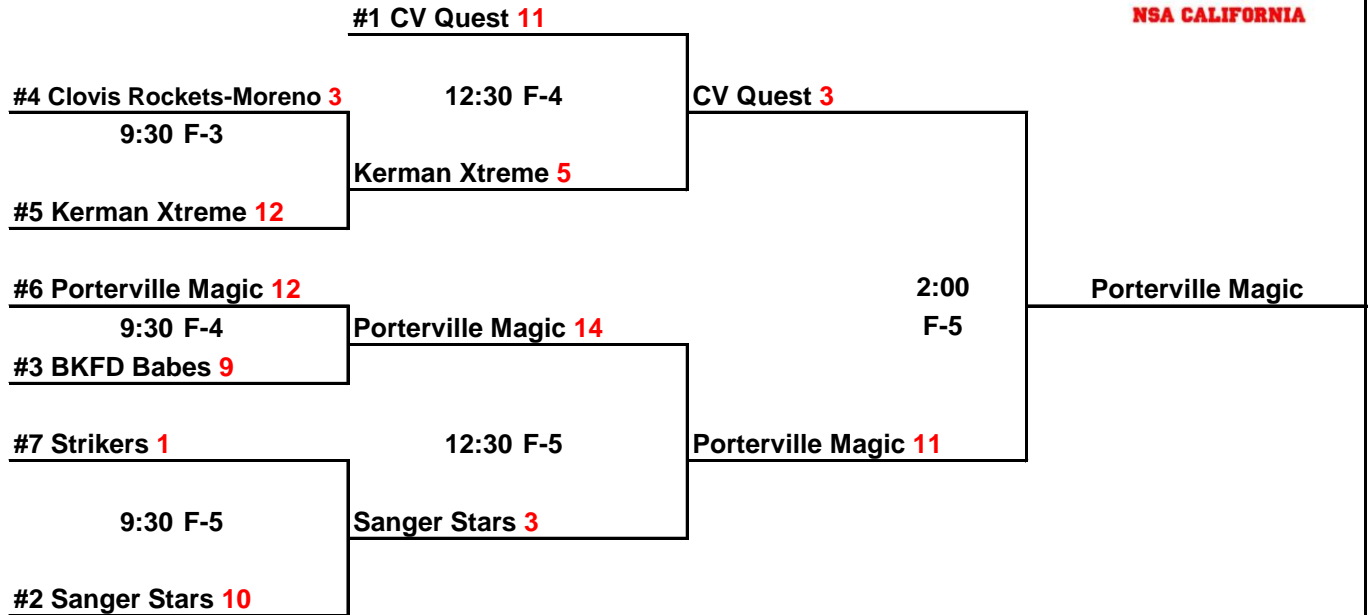 #1 CV Quest 11
NSA CALIFORNIA
#4 Clovis Rockets-Moreno 3
12:30 F-4
CV Quest 3
9:30 F-3
Kerman Xtreme 5
#5 Kerman Xtreme 12
#6 Porterville Magic 12
2:00
Porterville Magic
9:30 F-4
Porterville Magic 14
F-5
#3 BKFD Babes 9
#7 Strikers 1
12:30 F-5
Porterville Magic 11
9:30 F-5
Sanger Stars 3
#2 Sanger Stars 10